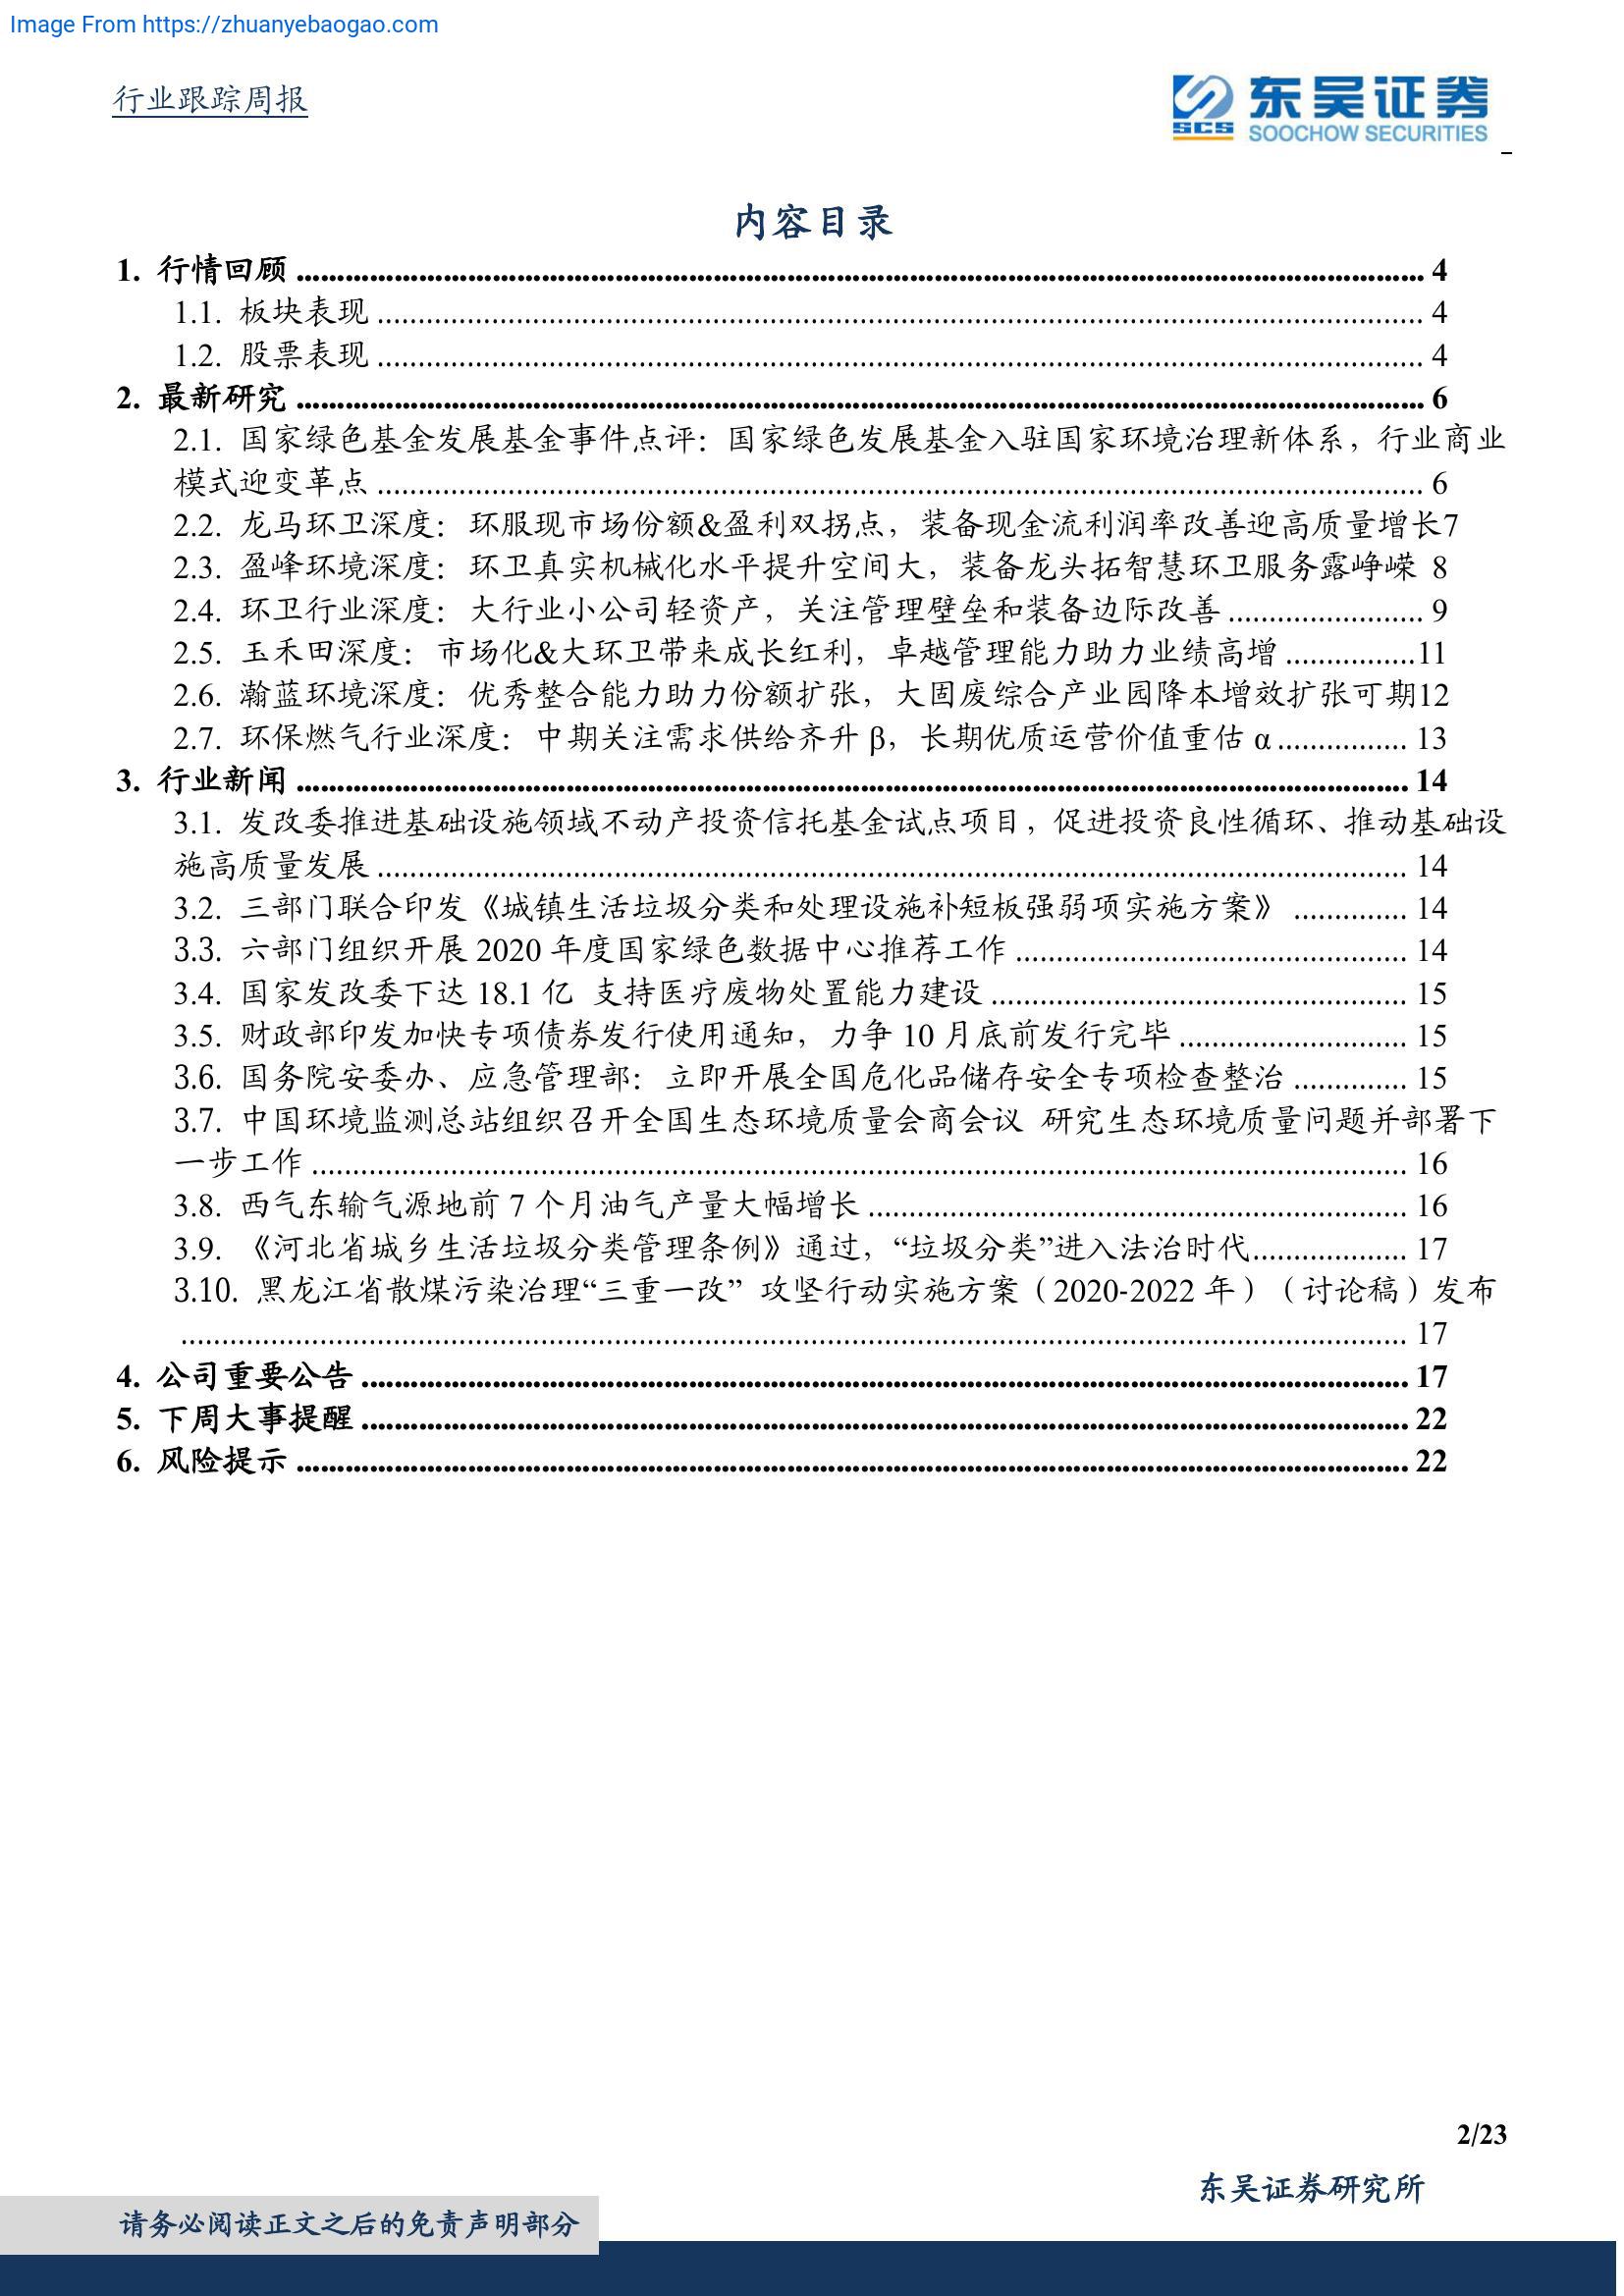 Image From https://zhuanyebaogao.com
行业跟踪周报
东吴证券
SCS
SOOCHOW SECURITIES
内容目录
1. 行情回顾 ........ 4
1.1. 板块表现 ........ 4
1.2. 股票表现 ........ 4
2. 最新研究 ........ 6
2.1. 国家绿色基金发展基金事件点评：国家绿色发展基金入驻国家环境治理新体系，行业商业
模式迎变革点 ........ 6
2.2. 龙马环卫深度：环服现市场份额&盈利双拐点，装备现金流利润率改善迎高质量增长7
2.3. 盈峰环境深度：环卫真实机械化水平提升空间大，装备龙头拓智慧环卫服务露峥嵘 8
2.4. 环卫行业深度：大行业小公司轻资产，关注管理壁垒和装备边际改善 ........ 9
2.5. 玉禾田深度：市场化&大环卫带来成长红利，卓越管理能力助力业绩高增 ........ 11
2.6. 瀚蓝环境深度：优秀整合能力助力份额扩张，大固废综合产业园降本增效扩张可期12
2.7. 环保燃气行业深度：中期关注需求供给齐升 β，长期优质运营价值重估 α ........ 13
3. 行业新闻 ........ 14
3.1. 发改委推进基础设施领域不动产投资信托基金试点项目，促进投资良性循环、推动基础设
施高质量发展 ........ 14
3.2. 三部门联合印发《城镇生活垃圾分类和处理设施补短板强弱项实施方案》 ........ 14
3.3. 六部门组织开展 2020 年度国家绿色数据中心推荐工作 ........ 14
3.4. 国家发改委下达 18.1 亿 支持医疗废物处置能力建设 ........ 15
3.5. 财政部印发加快专项债券发行使用通知，力争 10 月底前发行完毕 ........ 15
3.6. 国务院安委办、应急管理部：立即开展全国危化品储存安全专项检查整治 ........ 15
3.7. 中国环境监测总站组织召开全国生态环境质量会商会议 研究生态环境质量问题并部署下
一步工作 ........ 16
3.8. 西气东输气源地前 7 个月油气产量大幅增长 ........ 16
3.9. 《河北省城乡生活垃圾分类管理条例》通过，“垃圾分类”进入法治时代 ........ 17
3.10. 黑龙江省散煤污染治理“三重一改” 攻坚行动实施方案（2020-2022 年）（讨论稿）发布
........ 17
4. 公司重要公告 ........ 17
5. 下周大事提醒 ........ 22
6. 风险提示 ........ 22
2/23
东吴证券研究所
请务必阅读正文之后的免责声明部分